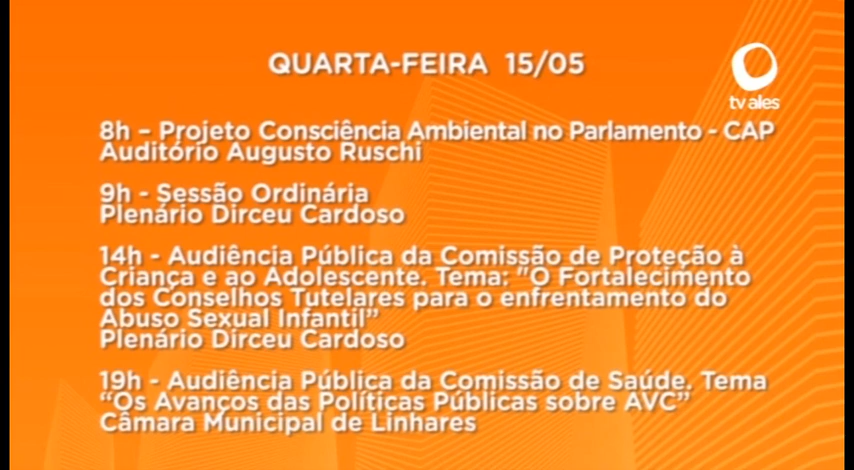 QUARTA-FEIRA 15/05
tv ales
8h – Projeto Consciência Ambiental no Parlamento - CAP
Auditório Augusto Ruschi
9h - Sessão Ordinária
Plenário Dirceu Cardoso
14h - Audiência Pública da Comissão de Proteção à
Criança e ao Adolescente. Tema: "O Fortalecimento
dos Conselhos Tutelares para o enfrentamento do
Abuso Sexual Infantil”
Plenário Dirceu Cardoso
19h - Audiência Pública da Comissão de Saúde. Tema
“Os Avanços das Políticas Públicas sobre AVC”
Câmara Municipal de Linhares